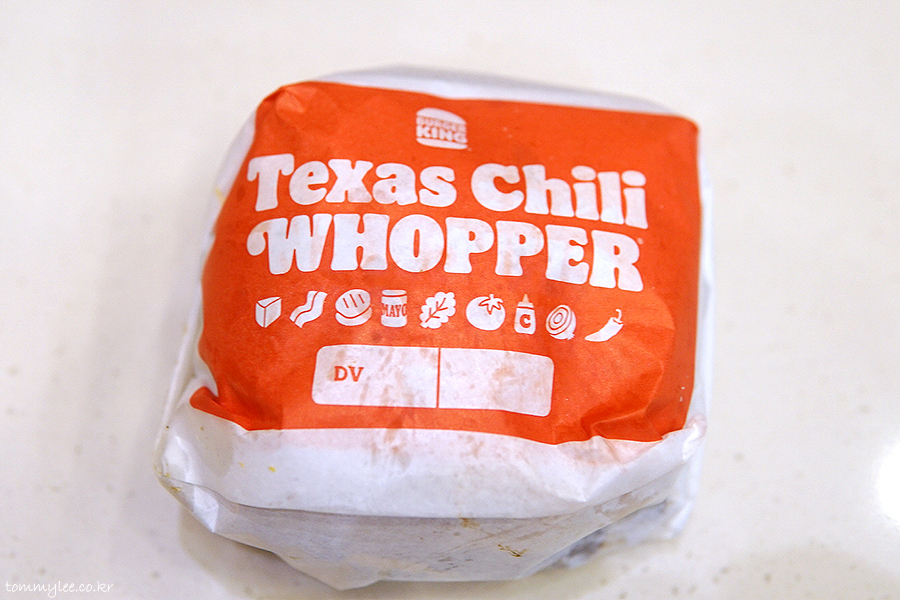 BURGER
KING
Texas Chili
WHOPPER
MAYO
C
DV
tommylee.co.kr